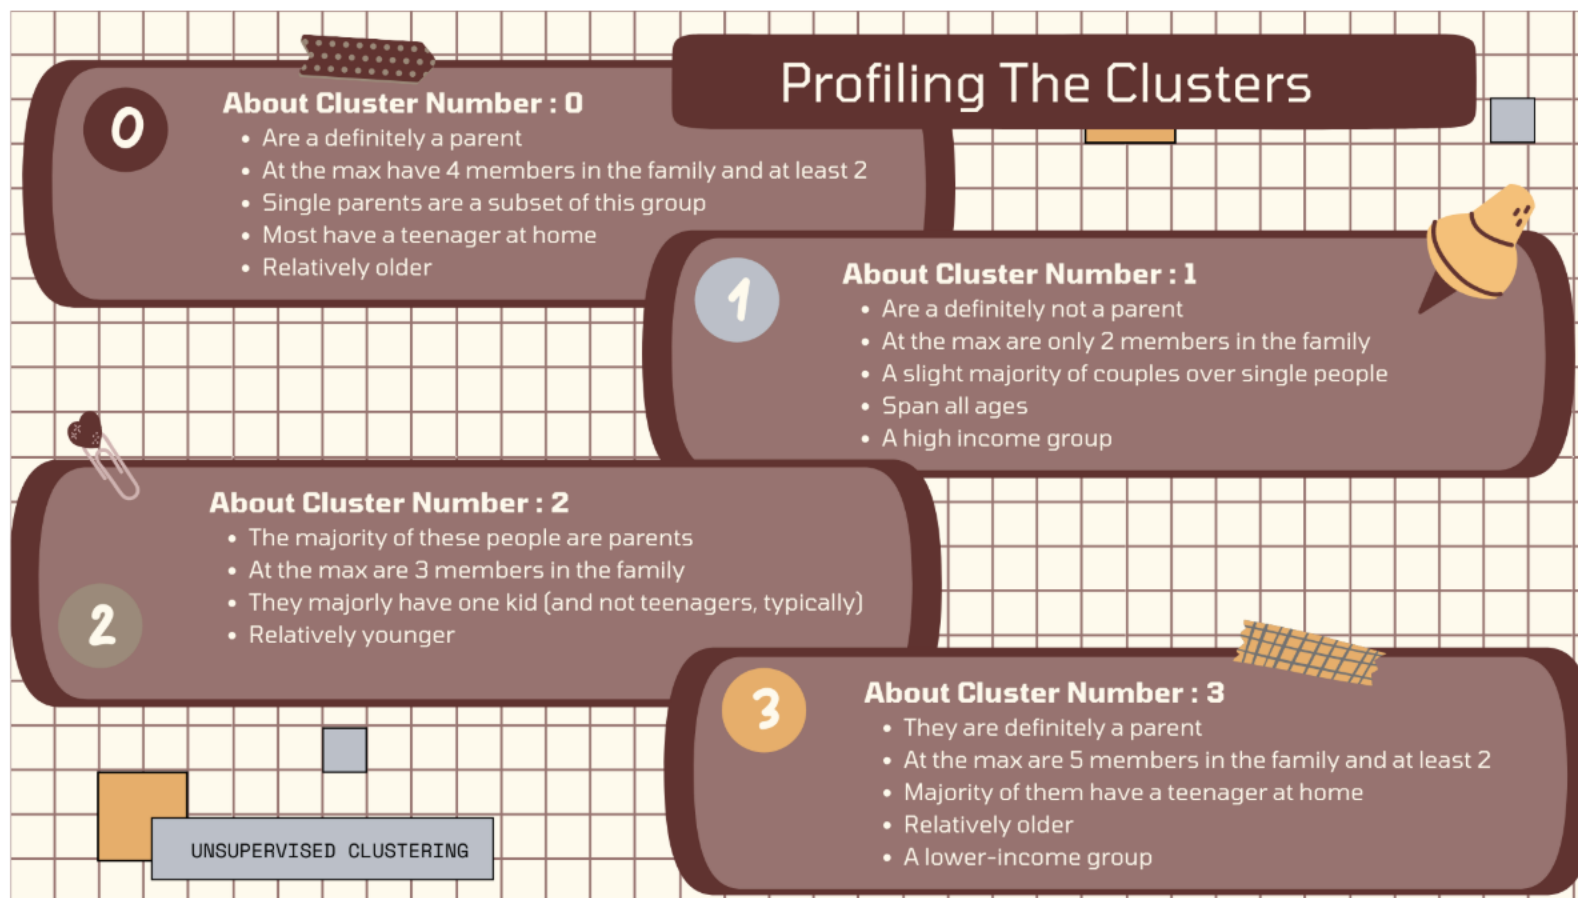 Profiling The Clusters
0
About Cluster Number : 0
• Are a definitely a parent
• At the max have 4 members in the family and at least 2
• Single parents are a subset of this group
• Most have a teenager at home
• Relatively older
1
About Cluster Number : 1
• Are a definitely not a parent
• At the max are only 2 members in the family
• A slight majority of couples over single people
• Span all ages
• A high income group
2
About Cluster Number : 2
• The majority of these people are parents
• At the max are 3 members in the family
• They majorly have one kid (and not teenagers, typically)
• Relatively younger
3
About Cluster Number : 3
• They are definitely a parent
• At the max are 5 members in the family and at least 2
• Majority of them have a teenager at home
• Relatively older
• A lower-income group
UNSUPERVISED CLUSTERING